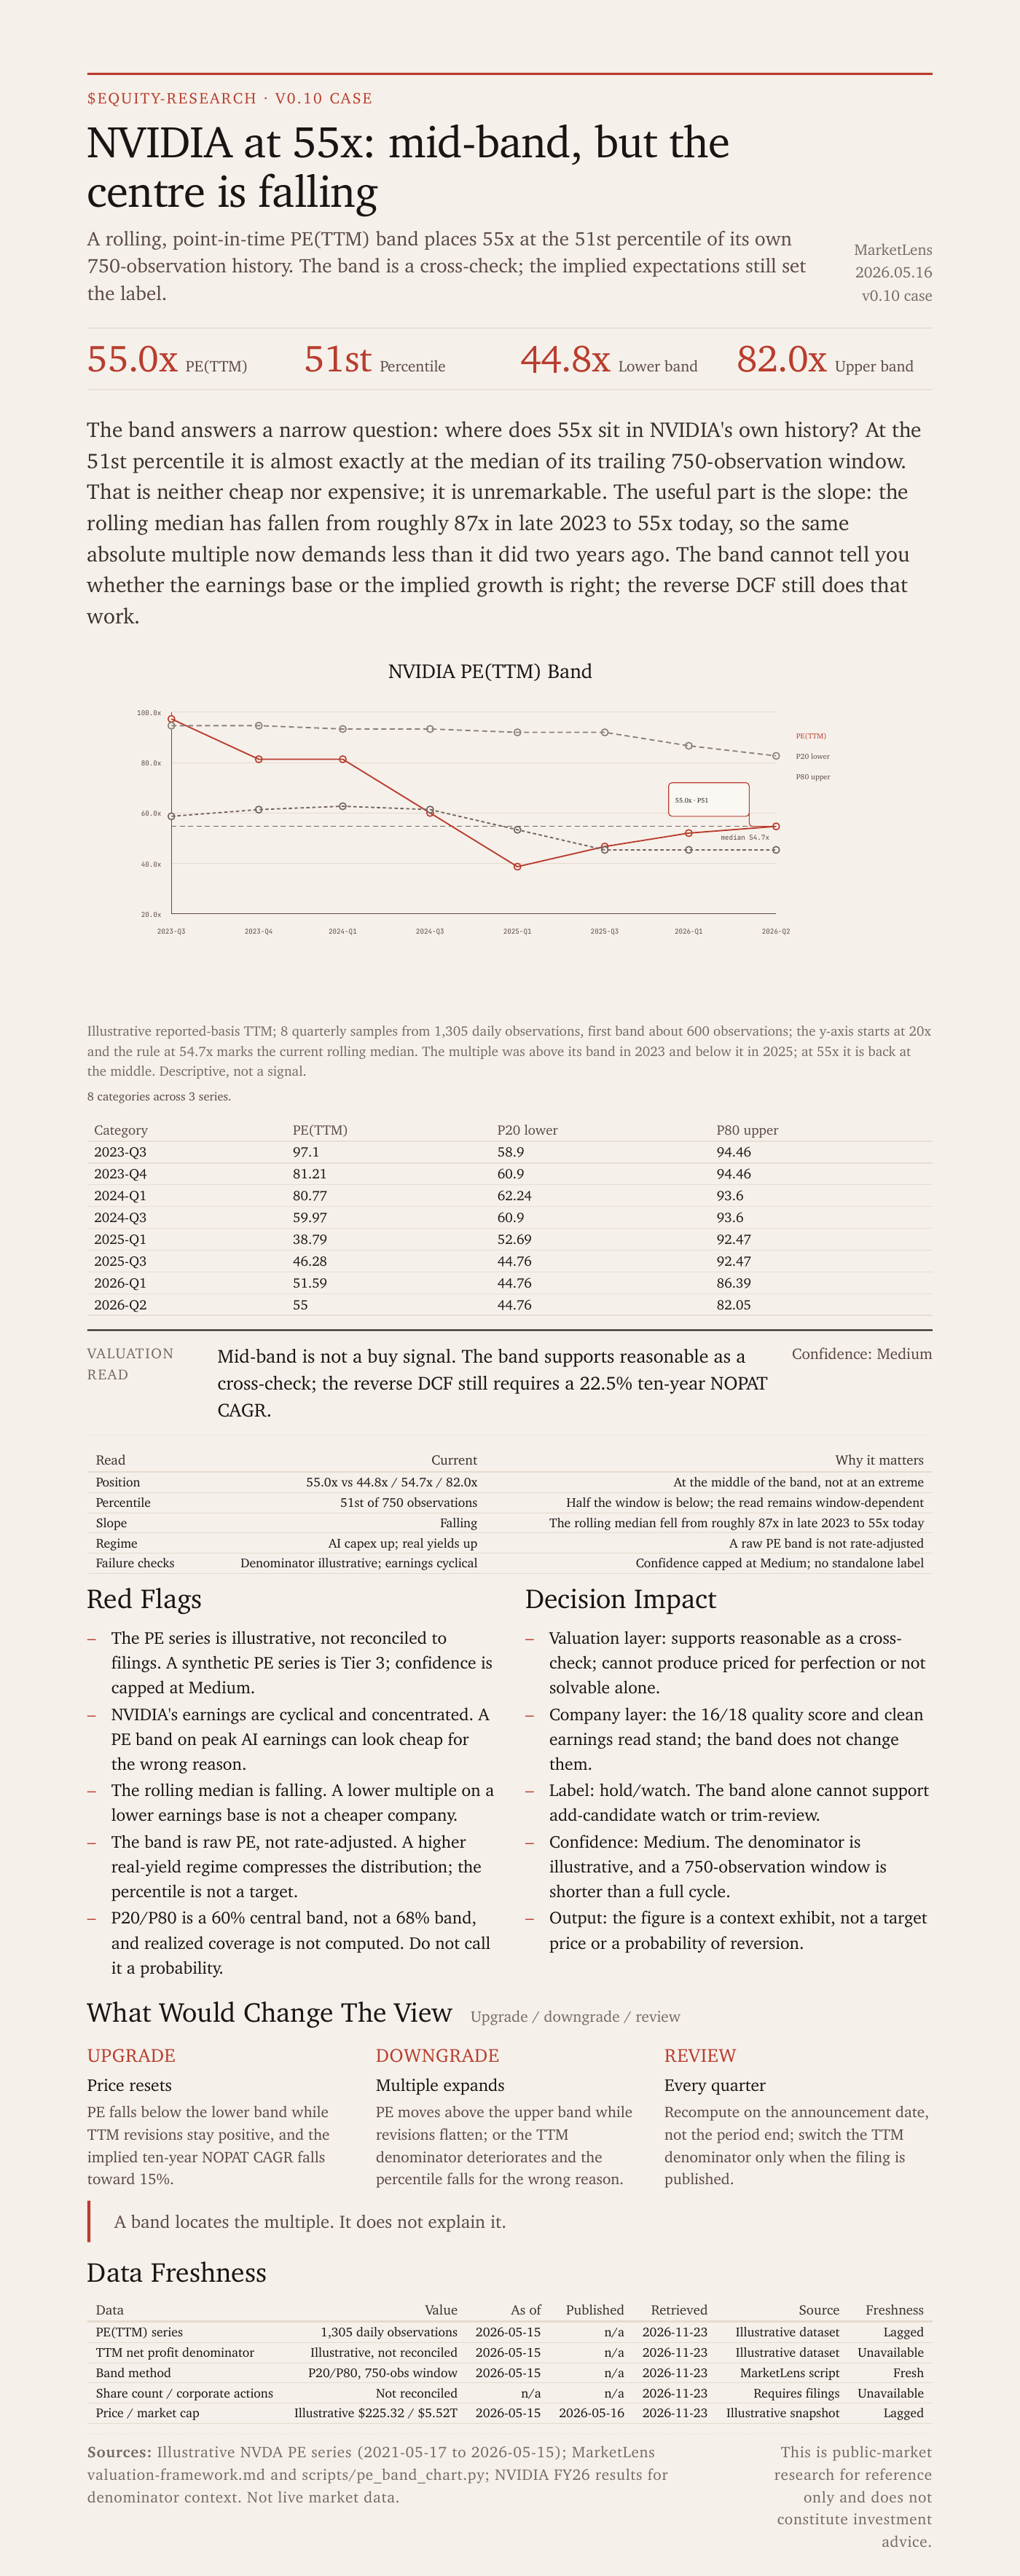 $EQUITY-RESEARCH · V0.10 CASE
NVIDIA at 55x: mid-band, but the
centre is falling
A rolling, point-in-time PE(TTM) band places 55x at the 51st percentile of its own
750-observation history. The band is a cross-check; the implied expectations still set
the label.
MarketLens
2026.05.16
v0.10 case
55.0x PE(TTM)
51st Percentile
44.8x Lower band
82.0x Upper band
The band answers a narrow question: where does 55x sit in NVIDIA's own history? At the
51st percentile it is almost exactly at the median of its trailing 750-observation window.
That is neither cheap nor expensive; it is unremarkable. The useful part is the slope: the
rolling median has fallen from roughly 87x in late 2023 to 55x today, so the same
absolute multiple now demands less than it did two years ago. The band cannot tell you
whether the earnings base or the implied growth is right; the reverse DCF still does that
work.
NVIDIA PE(TTM) Band
100.0x
80.0x
60.0x
40.0x
20.0x
PE(TTM)
P20 lower
P80 upper
55.0x · P51
median 54.7x
2023-Q3 2023-Q4 2024-Q1 2024-Q3 2025-Q1 2025-Q3 2026-Q1 2026-Q2
Illustrative reported-basis TTM; 8 quarterly samples from 1,305 daily observations, first band about 600 observations; the y-axis starts at 20x
and the rule at 54.7x marks the current rolling median. The multiple was above its band in 2023 and below it in 2025; at 55x it is back at
the middle. Descriptive, not a signal.
8 categories across 3 series.
Category PE(TTM) P20 lower P80 upper
2023-Q3 97.1 58.9 94.46
2023-Q4 81.21 60.9 94.46
2024-Q1 80.77 62.24 93.6
2024-Q3 59.97 60.9 93.6
2025-Q1 38.79 52.69 92.47
2025-Q3 46.28 44.76 92.47
2026-Q1 51.59 44.76 86.39
2026-Q2 55 44.76 82.05
VALUATION
READ
Mid-band is not a buy signal. The band supports reasonable as a
cross-check; the reverse DCF still requires a 22.5% ten-year NOPAT
CAGR.
Confidence: Medium
Read Current Why it matters
Position 55.0x vs 44.8x / 54.7x / 82.0x At the middle of the band, not at an extreme
Percentile 51st of 750 observations Half the window is below; the read remains window-dependent
Slope Falling The rolling median fell from roughly 87x in late 2023 to 55x today
Regime AI capex up; real yields up A raw PE band is not rate-adjusted
Failure checks Denominator illustrative; earnings cyclical Confidence capped at Medium; no standalone label
Red Flags
– The PE series is illustrative, not reconciled to
filings. A synthetic PE series is Tier 3; confidence is
capped at Medium.
– NVIDIA's earnings are cyclical and concentrated. A
PE band on peak AI earnings can look cheap for
the wrong reason.
– The rolling median is falling. A lower multiple on a
lower earnings base is not a cheaper company.
– The band is raw PE, not rate-adjusted. A higher
real-yield regime compresses the distribution; the
percentile is not a target.
– P20/P80 is a 60% central band, not a 68% band,
and realized coverage is not computed. Do not call
it a probability.
Decision Impact
– Valuation layer: supports reasonable as a cross-
check; cannot produce priced for perfection or not
solvable alone.
– Company layer: the 16/18 quality score and clean
earnings read stand; the band does not change
them.
– Label: hold/watch. The band alone cannot support
add-candidate watch or trim-review.
– Confidence: Medium. The denominator is
illustrative, and a 750-observation window is
shorter than a full cycle.
– Output: the figure is a context exhibit, not a target
price or a probability of reversion.
What Would Change The View Upgrade / downgrade / review
UPGRADE
Price resets
PE falls below the lower band while
TTM revisions stay positive, and the
implied ten-year NOPAT CAGR falls
toward 15%.
DOWNGRADE
Multiple expands
PE moves above the upper band while
revisions flatten; or the TTM
denominator deteriorates and the
percentile falls for the wrong reason.
REVIEW
Every quarter
Recompute on the announcement date,
not the period end; switch the TTM
denominator only when the filing is
published.
A band locates the multiple. It does not explain it.
Data Freshness
Data Value As of Published Retrieved Source Freshness
PE(TTM) series 1,305 daily observations 2026-05-15 n/a 2026-11-23 Illustrative dataset Lagged
TTM net profit denominator Illustrative, not reconciled 2026-05-15 n/a 2026-11-23 Illustrative dataset Unavailable
Band method P20/P80, 750-obs window 2026-05-15 n/a 2026-11-23 MarketLens script Fresh
Share count / corporate actions Not reconciled n/a n/a 2026-11-23 Requires filings Unavailable
Price / market cap Illustrative $225.32 / $5.52T 2026-05-15 2026-05-16 2026-11-23 Illustrative snapshot Lagged
Sources: Illustrative NVDA PE series (2021-05-17 to 2026-05-15); MarketLens
valuation-framework.md and scripts/pe_band_chart.py; NVIDIA FY26 results for
denominator context. Not live market data.
This is public-market
research for reference
only and does not
constitute investment
advice.